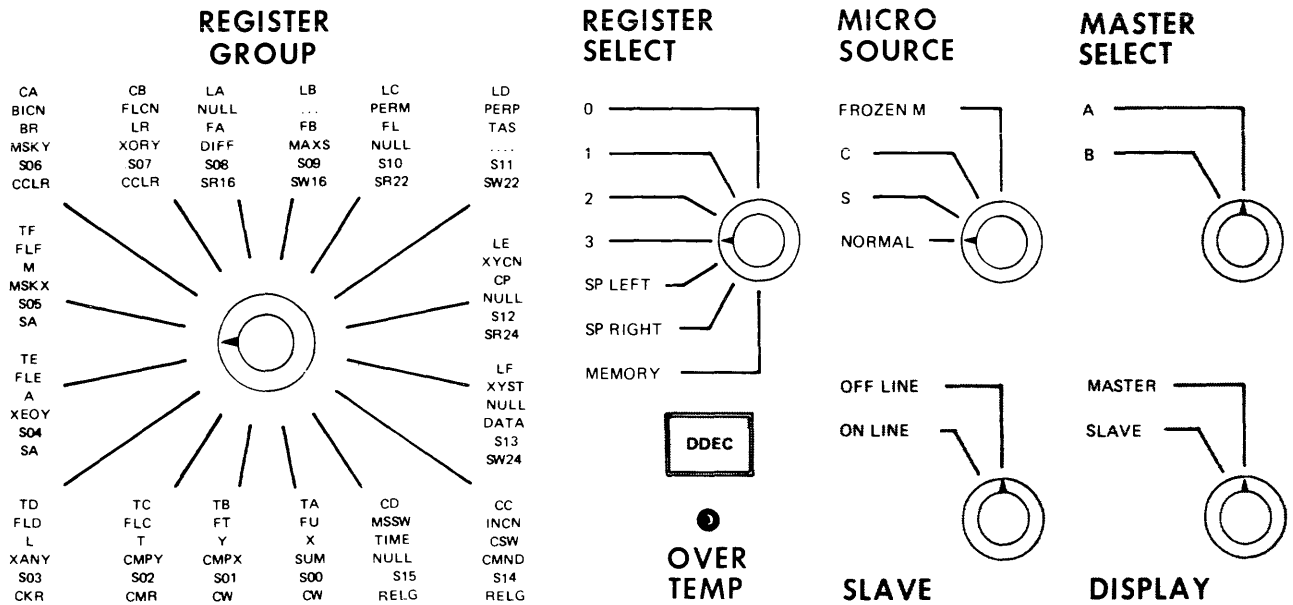 REGISTER
GROUP
CA
BICN
BR
MSKY
S06
CCLR
CB
FLCN
LR
XORY
S07
CCLR
LA
NULL
FA
DIFF
S08
SR16
LB
...
FB
MAXS
S09
SW16
LC
PERM
FL
NULL
S10
SR22
LD
PERP
TAS
....
S11
SW22
TF
FLF
M
MSKX
S05
SA
LE
XYCN
CP
NULL
S12
SR24
TE
FLE
A
XEOY
S04
SA
LF
XYST
NULL
DATA
S13
SW24
TD
FLD
L
XANY
S03
CKR
TC
FLC
T
CMPY
S02
CMR
TB
FT
Y
CMPX
S01
CW
TA
FU
X
SUM
S00
CW
CD
MSSW
TIME
NULL
S15
RELG
CC
INCN
CSW
CMND
S14
RELG
REGISTER
SELECT
0
1
2
3
SP LEFT
SP RIGHT
MEMORY
DDEC
OVER
TEMP
MICRO
SOURCE
FROZEN M
C
S
NORMAL
OFF LINE
ON LINE
SLAVE
MASTER
SELECT
A
B
MASTER
SLAVE
DISPLAY